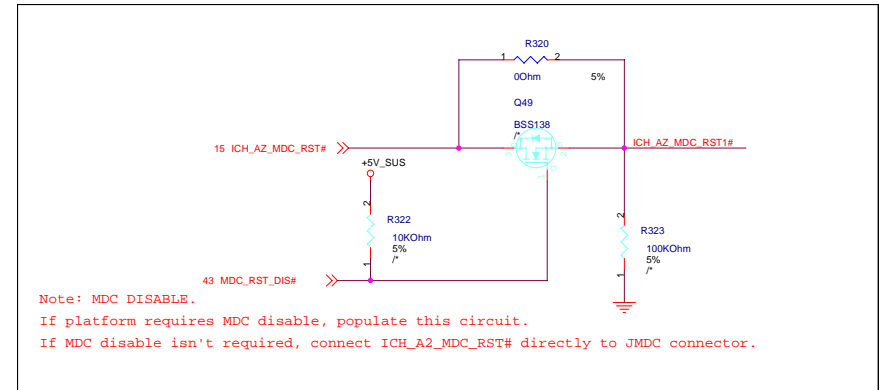 R320
1 2
0Ohm 5%
Q49
BSS138
/*
15 ICH_AZ_MDC_RST#
ICH_AZ_MDC_RST1#
+5V_SUS
2
R322
10KOhm
5%
/*
1
2
R323
100KOhm
5%
/*
1
43 MDC_RST_DIS#
Note: MDC DISABLE.
If platform requires MDC disable, populate this circuit.
If MDC disable isn't required, connect ICH_A2_MDC_RST# directly to JMDC connector.